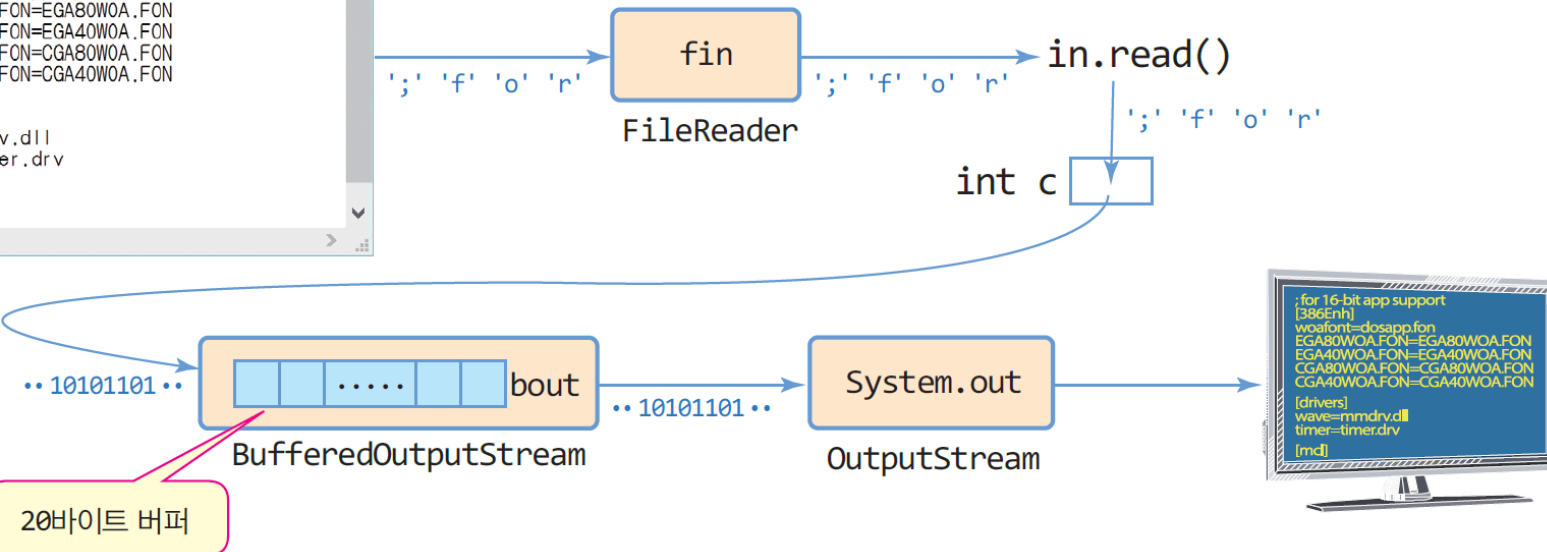 FON=EGA80WOA.FON
FON=EGA40WOA.FON
FON=CGA80WOA.FON
FON=CGA40WOA.FON
v.dll
er.drv
';' 'f' 'o' 'r'
fin
FileReader
';' 'f' 'o' 'r'
in.read()
';' 'f' 'o' 'r'
int c
•• 10101101 ••
•••••
bout
BufferedOutputStream
20바이트 버퍼
•• 10101101 ••
System.out
OutputStream
; for 16-bit app support
[386Enh]
woafont=dosapp.fon
EGA80WOA.FON=EGA80WOA.FON
EGA40WOA.FON=EGA40WOA.FON
CGA80WOA.FON=CGA80WOA.FON
CGA40WOA.FON=CGA40WOA.FON
[drivers]
wave=mmdrv.dl
timer=timer.drv
[mci]